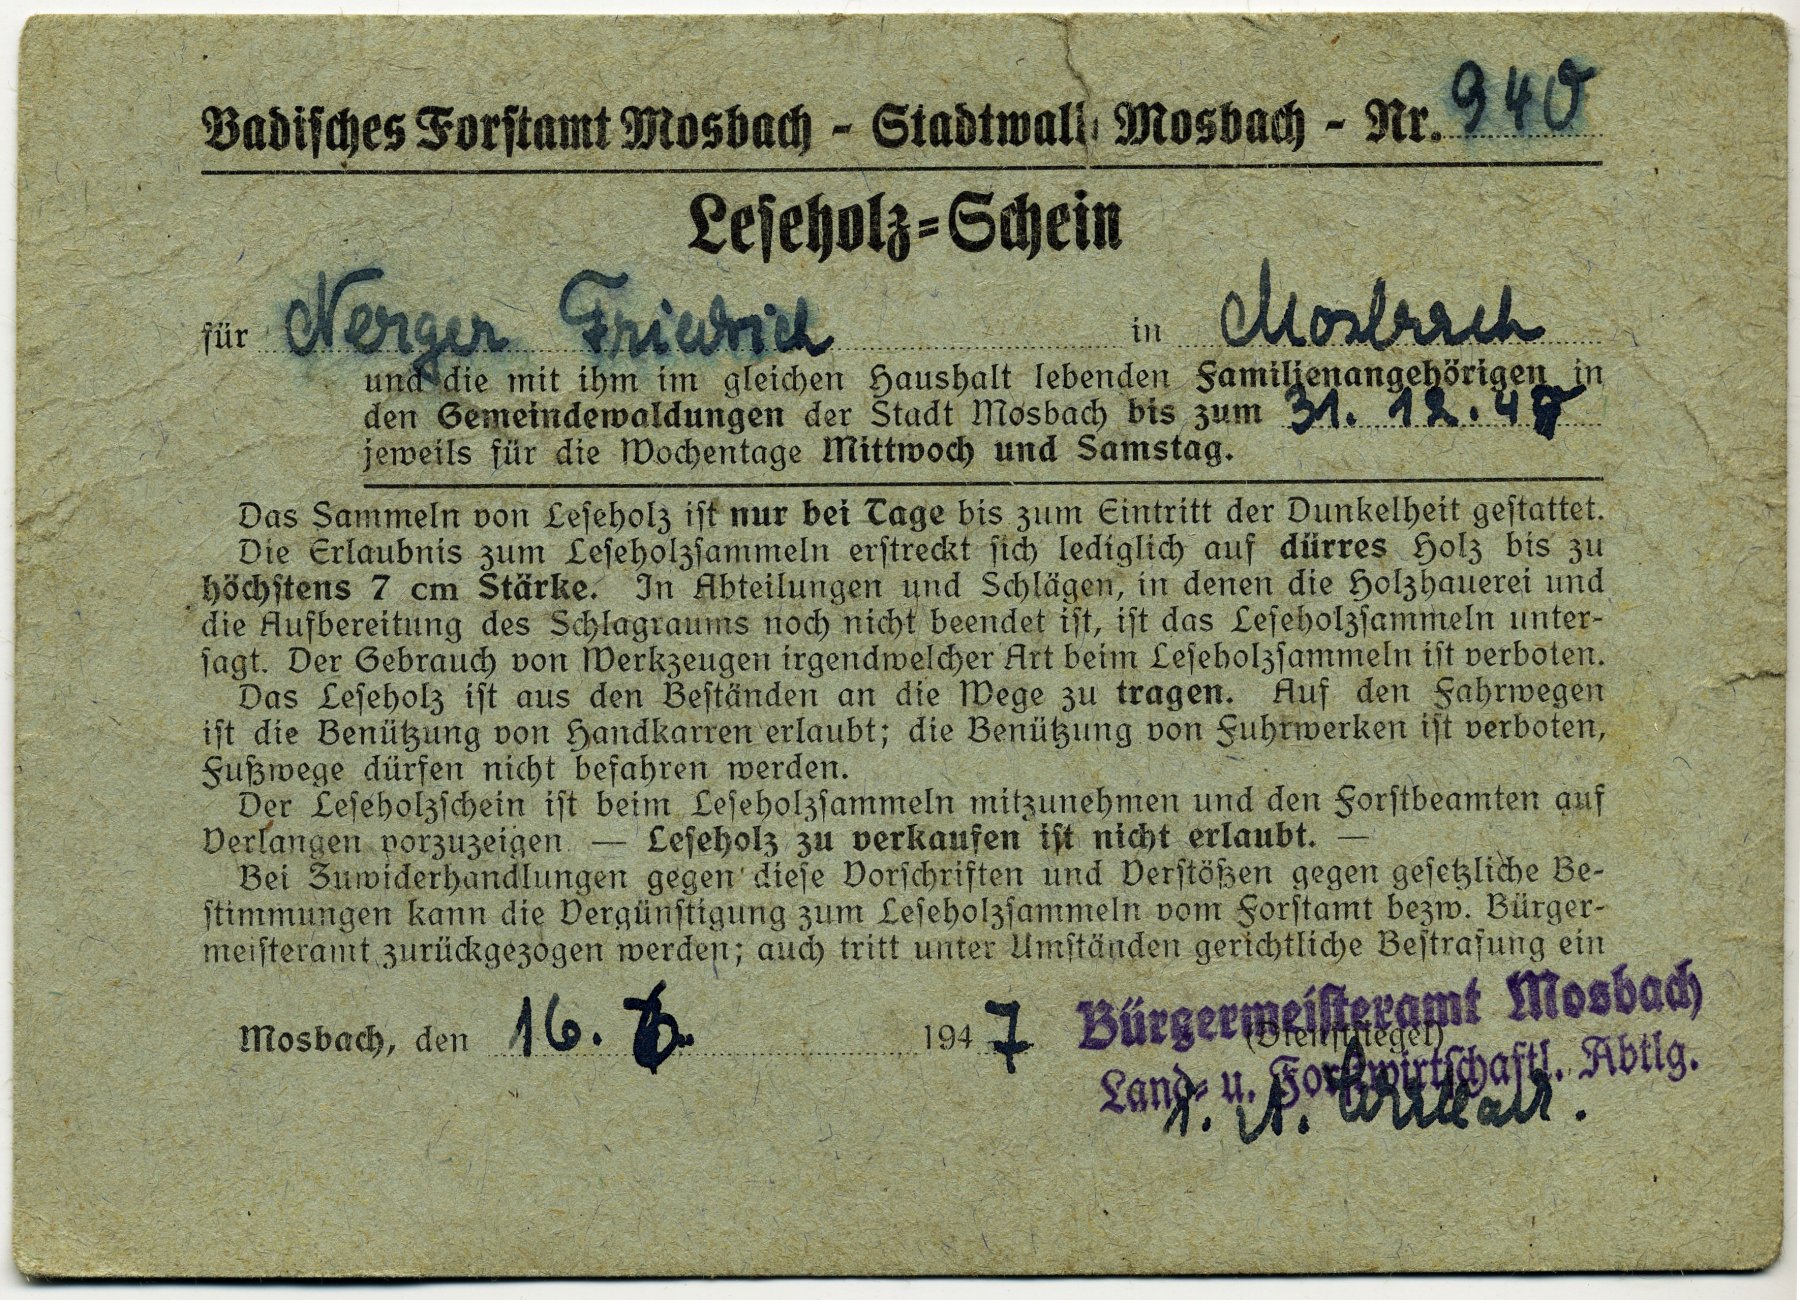 Badisches Forstamt Mosbach - Stadtwald Mosbach - Nr. 940
Leseholz-Schein
für Nerger Friedrich in Mosbach
und die mit ihm im gleichen Haushalt lebenden Familienangehörigen in
den Gemeindewaldungen der Stadt Mosbach bis zum 31. 12. 47
jeweils für die Wochentage Mittwoch und Samstag.
Das Sammeln von Leseholz ist nur bei Tage bis zum Eintritt der Dunkelheit gestattet.
Die Erlaubnis zum Leseholzsammeln erstreckt sich lediglich auf dürres Holz bis zu
höchstens 7 cm Stärke. In Abteilungen und Schlägen, in denen die Holzhauerei und
die Aufbereitung des Schlagraums noch nicht beendet ist, ist das Leseholzsammeln unter-
sagt. Der Gebrauch von Werkzeugen irgendwelcher Art beim Leseholzsammeln ist verboten.
Das Leseholz ist aus den Beständen an die Wege zu tragen. Auf den Fahrwegen
ist die Benützung von Handkarren erlaubt; die Benützung von Fuhrwerken ist verboten,
Fußwege dürfen nicht befahren werden.
Der Leseholzschein ist beim Leseholzsammeln mitzunehmen und den Forstbeamten auf
Verlangen vorzuzeigen — Leseholz zu verkaufen ist nicht erlaubt. —
Bei Zuwiderhandlungen gegen diese Vorschriften und Verstößen gegen gesetzliche Be-
stimmungen kann die Vergünstigung zum Leseholzsammeln vom Forstamt bezw. Bürger-
meisteramt zurückgezogen werden; auch tritt unter Umständen gerichtliche Bestrafung ein
Mosbach, den 16. 1947
Bürgermeisteramt Mosbach
(Dienstsiegel)
Land- u. Forstwirtschaftl. Abtlg.
I. A.